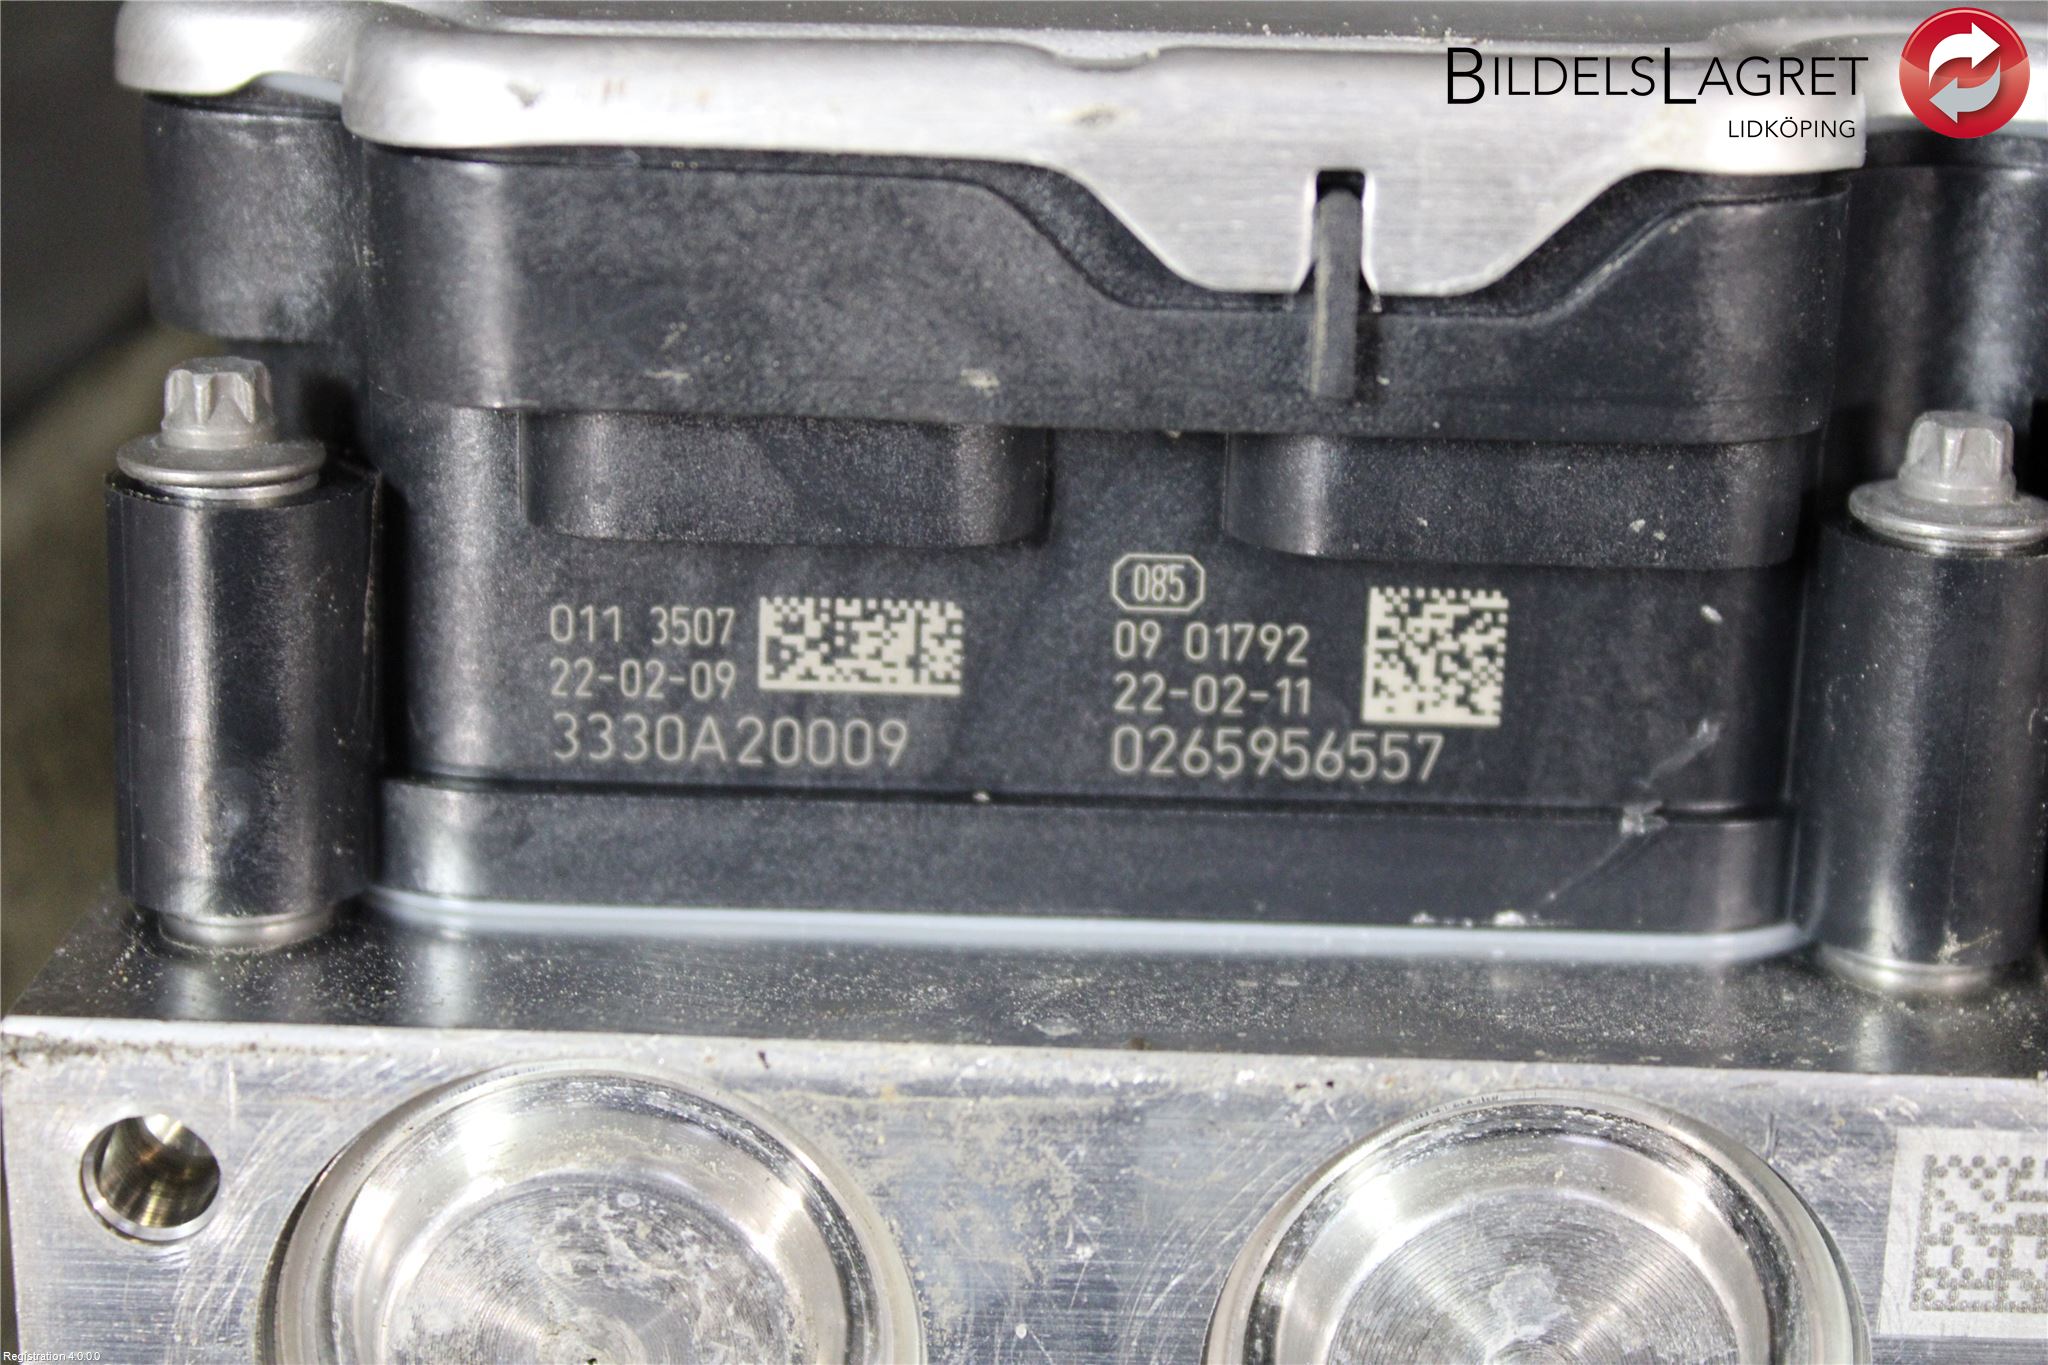 BILDELSLAGRET
LIDKÖPING
011 3507
22-02-09
3330A20009
085
09 01792
22-02-11
0265956557
Registration 4.0.0.0